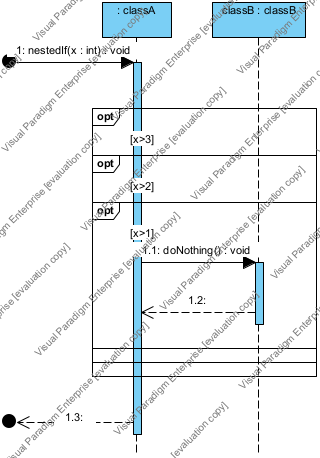 : classA
classB : classB
1: nestedIf(x : int) : void
opt
[x>3]
opt
[x>2]
opt
[x>1]
1.1: doNothing() : void
1.2:
1.3:
Visual Paradigm Enterprise [evaluation copy]